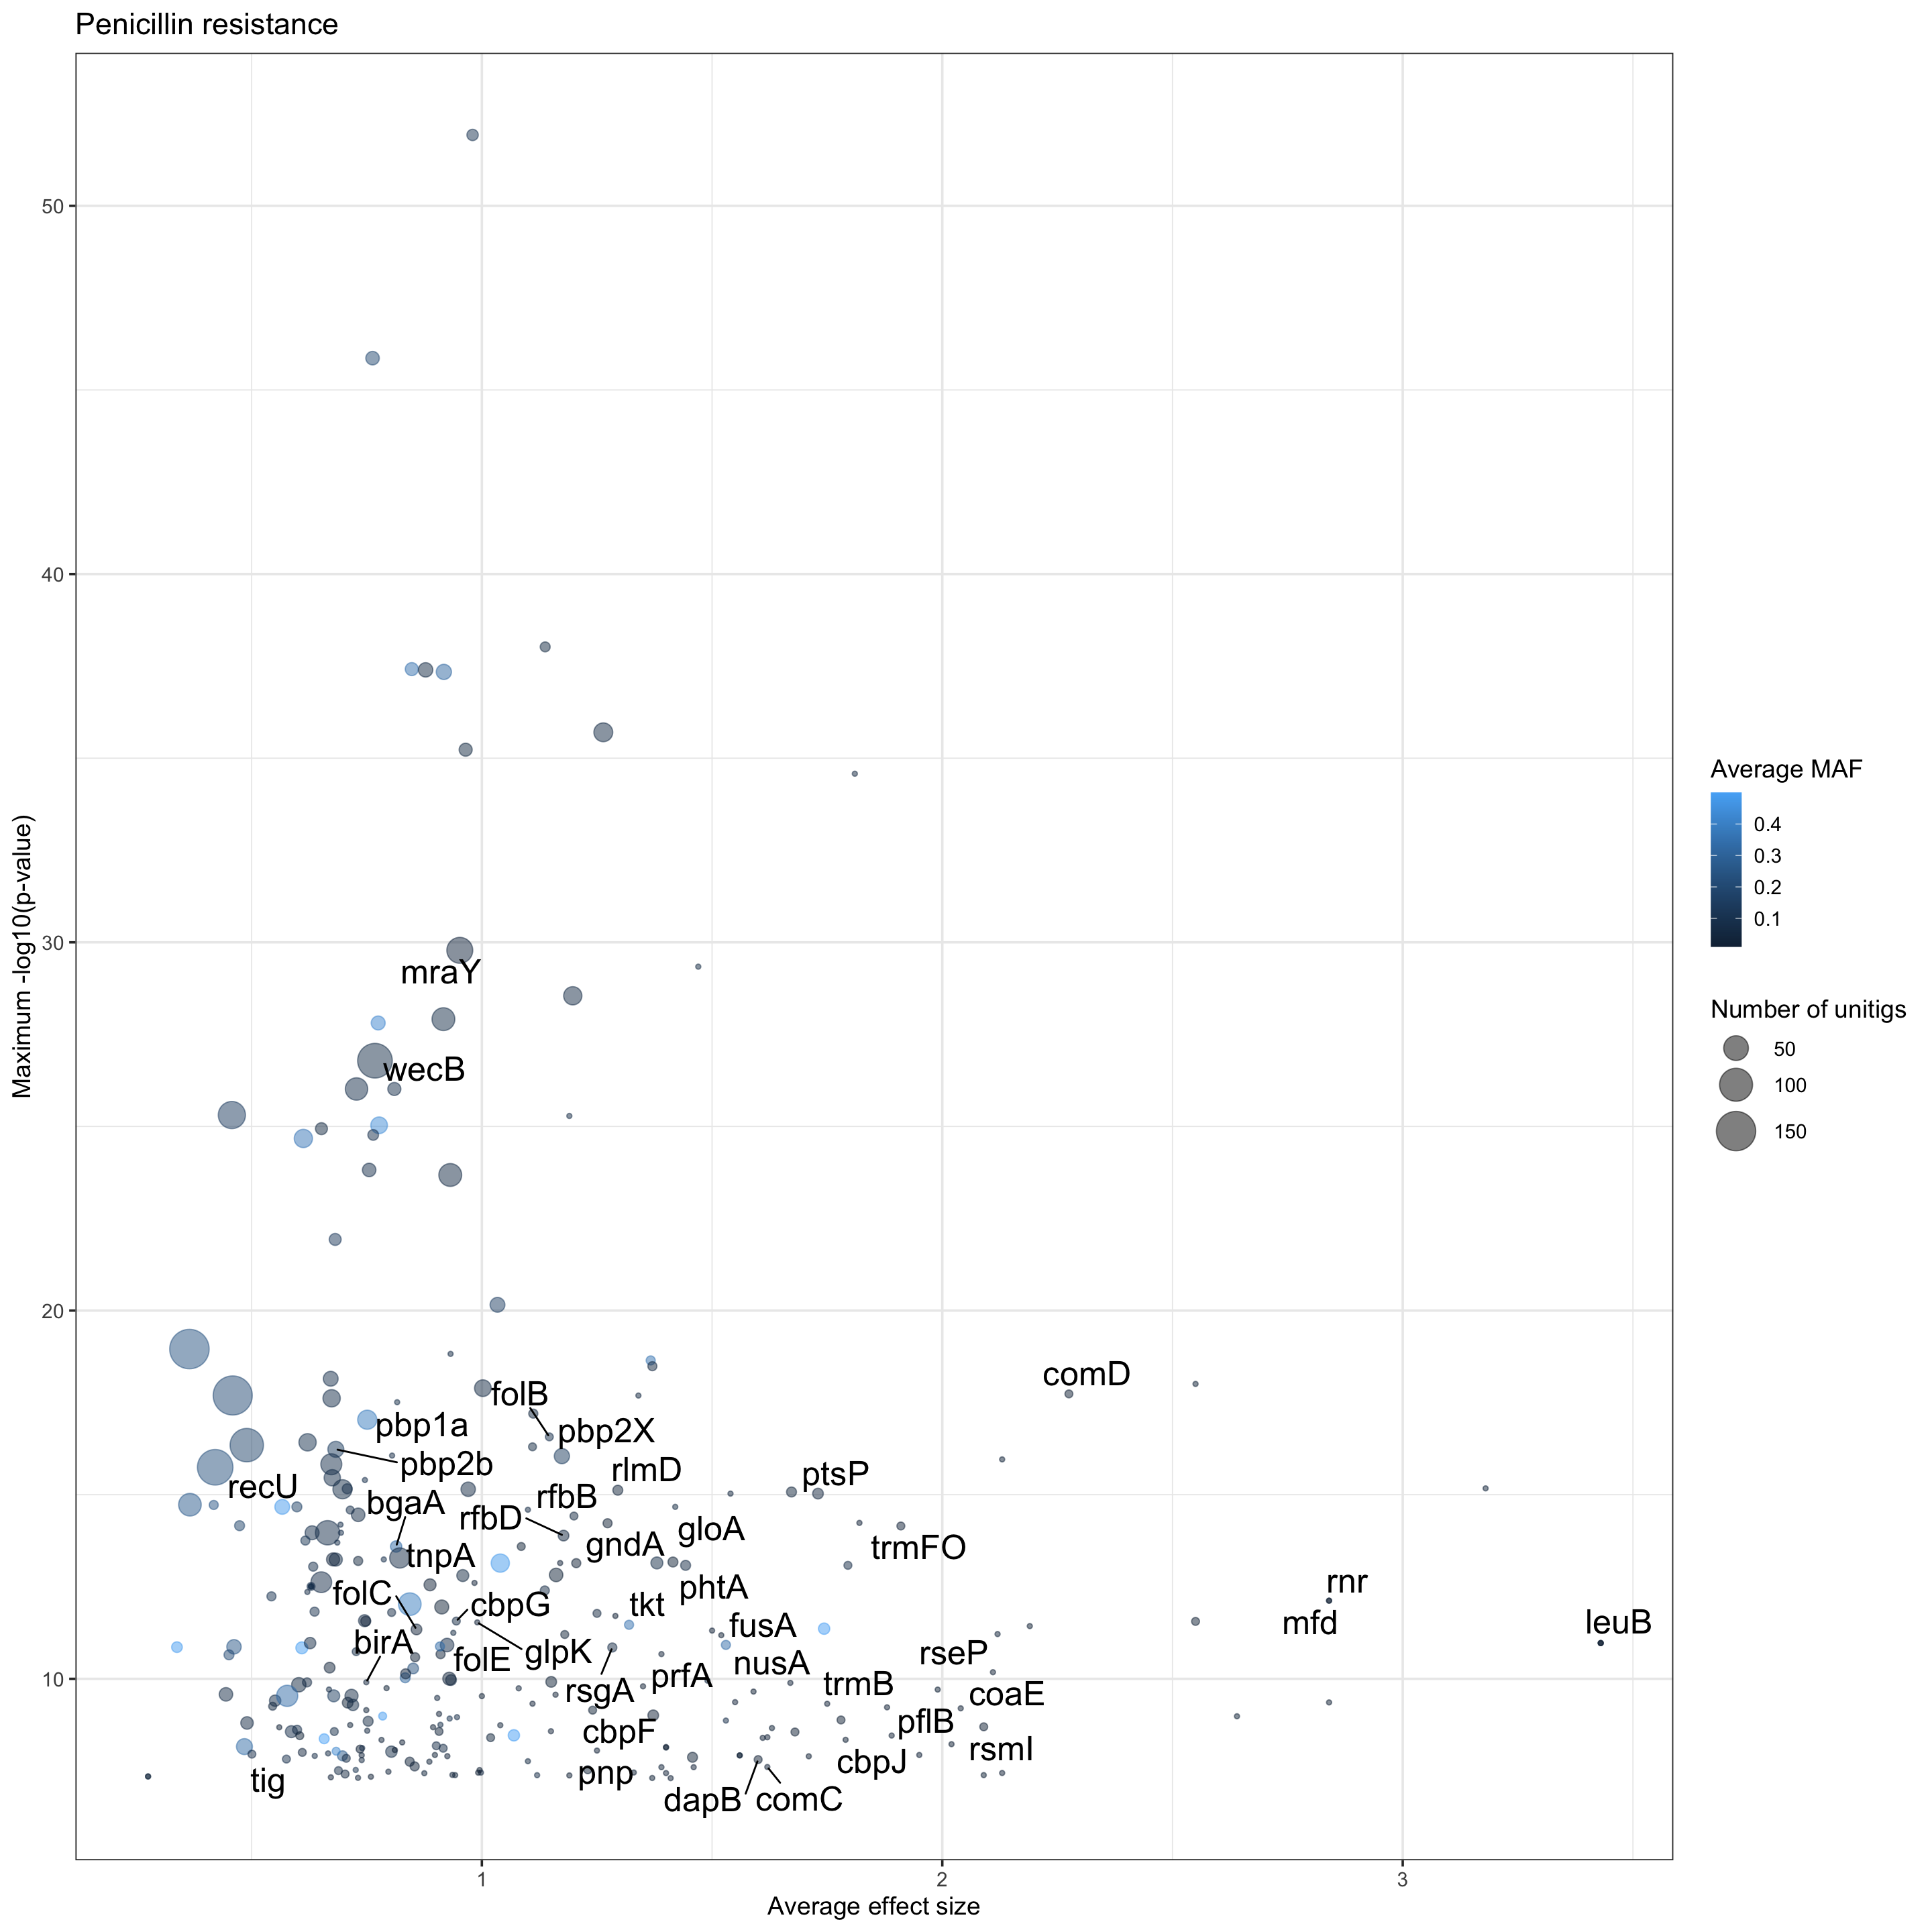 Penicillin resistance
50
40
30
20
10
Maximum -log10(p-value)
mraY
wecB
comD
folB
pbp1a
pbp2X
pbp2b
rlmD
ptsP
recU
rfbB
bgaA
rfbD
gloA
gndA
trmFO
tnpA
rnr
phtA
folC
cbpG
tkt
leuB
mfd
fusA
birA
glpK
rseP
folE
nusA
prfA
trmB
rsgA
coaE
pflB
cbpF
rsmI
cbpJ
pnp
tig
dapB
comC
1
2
3
Average effect size
Average MAF
0.4
0.3
0.2
0.1
Number of unitigs
50
100
150